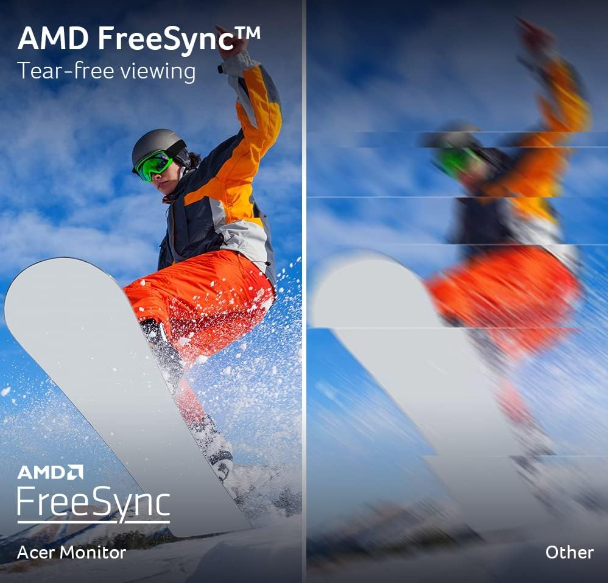 AMD FreeSync™
Tear-free viewing
AMD
FreeSync
Acer Monitor
Other